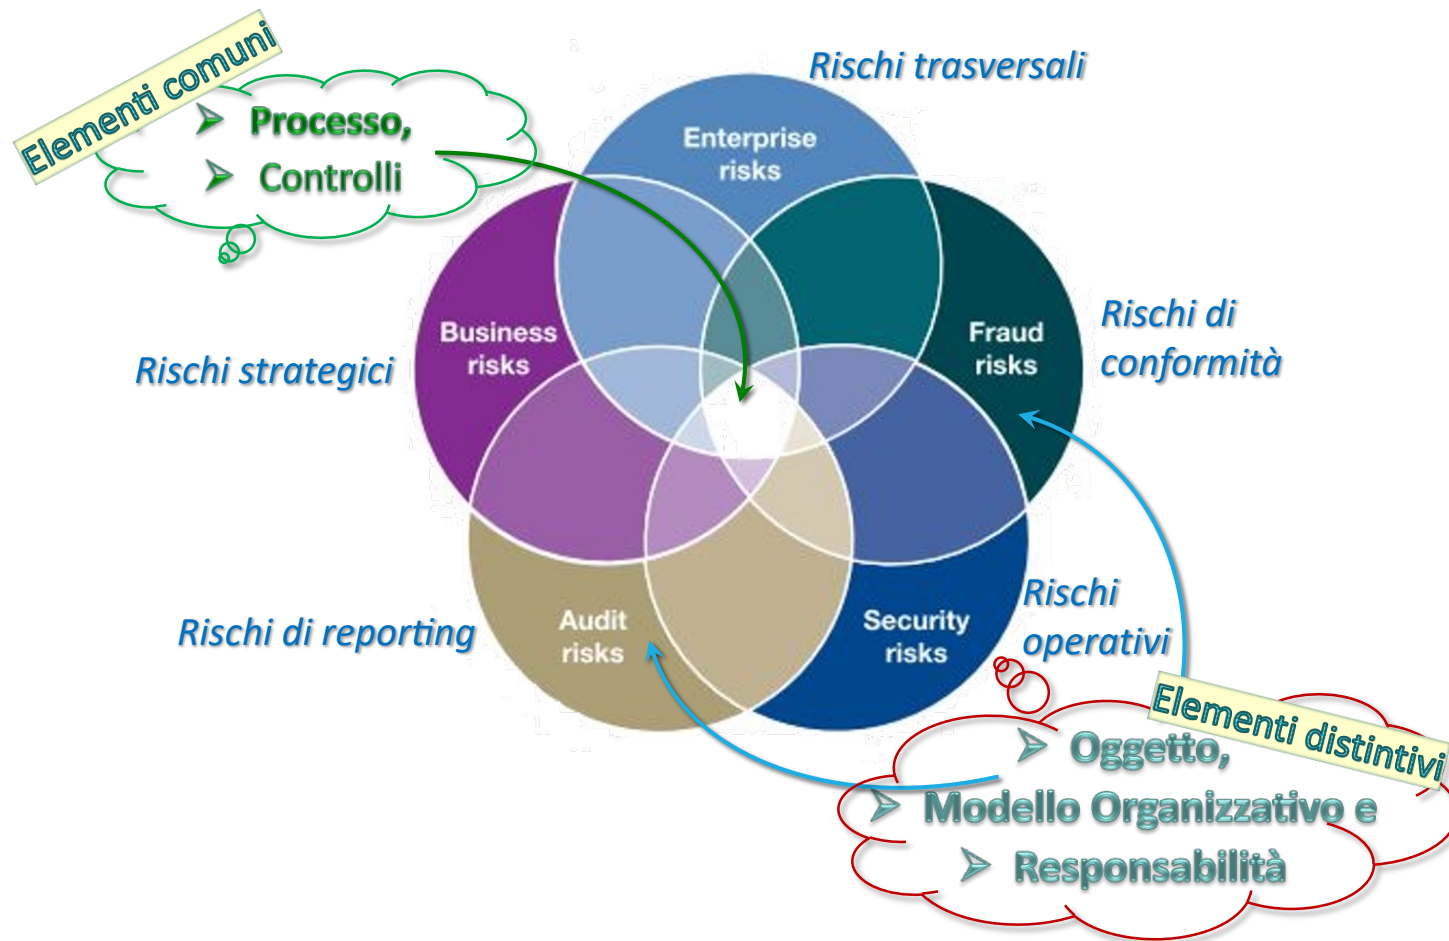 Elementi comuni
Processo,
Controlli
Rischi trasversali
Enterprise
risks
Business
risks
Rischi strategici
Fraud
risks
Rischi di
conformità
Audit
risks
Rischi di reporting
Security
risks
Rischi
operativi
Elementi distintivi
Oggetto,
Modello Organizzativo e
Responsabilità